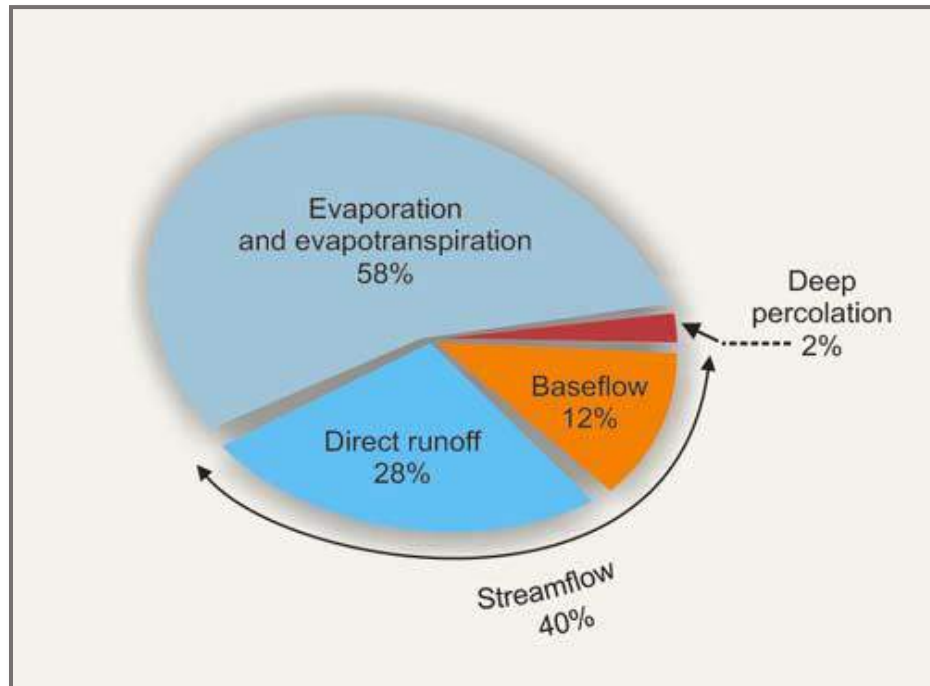 Evaporation
and evapotranspiration
58%
Deep
percolation
2%
Baseflow
12%
Direct runoff
28%
Streamflow
40%